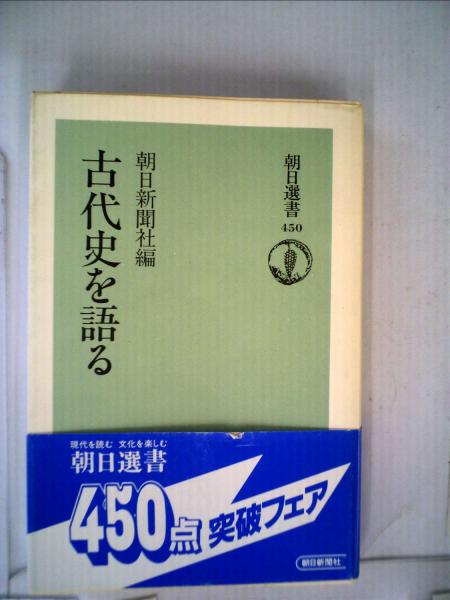 朝日選書
450
朝日新聞社編
古代史を語る
現代を読む 文化を楽しむ
朝日選書
450点 突破フェア
朝日新聞社